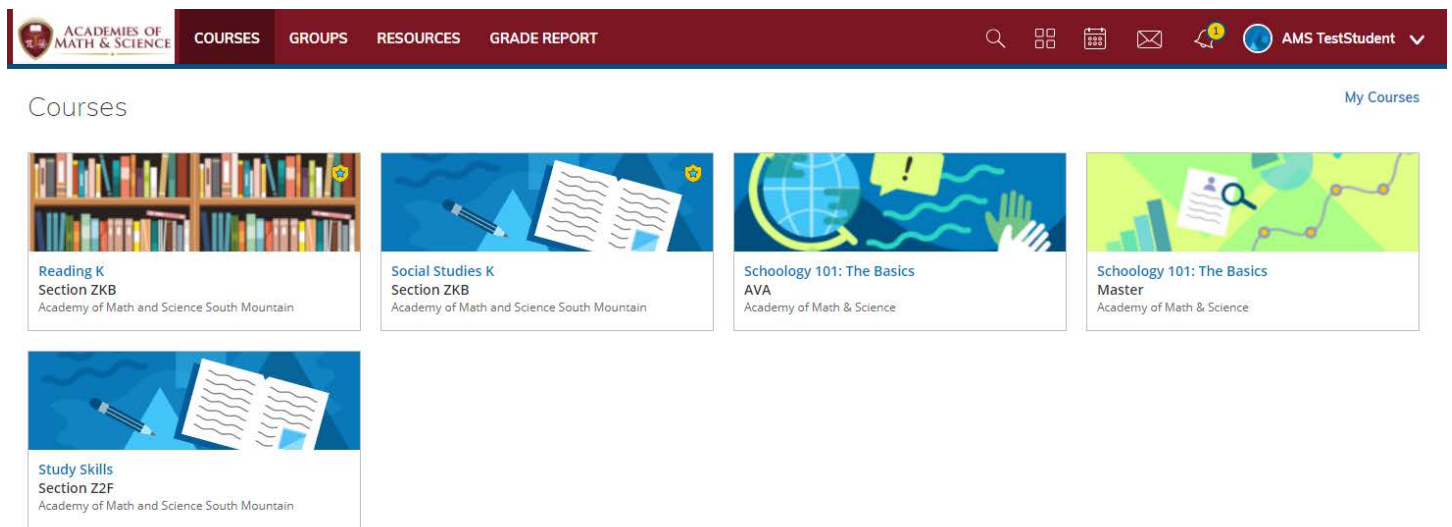 ACADEMIES OF
MATH & SCIENCE
COURSES GROUPS RESOURCES GRADE REPORT 1 AMS TestStudent
Courses
My Courses
Reading K
Section ZKB
Academy of Math and Science South Mountain
Social Studies K
Section ZKB
Academy of Math and Science South Mountain
!
Schoology 101: The Basics
AVA
Academy of Math & Science
Schoology 101: The Basics
Master
Academy of Math & Science
Study Skills
Section Z2F
Academy of Math and Science South Mountain